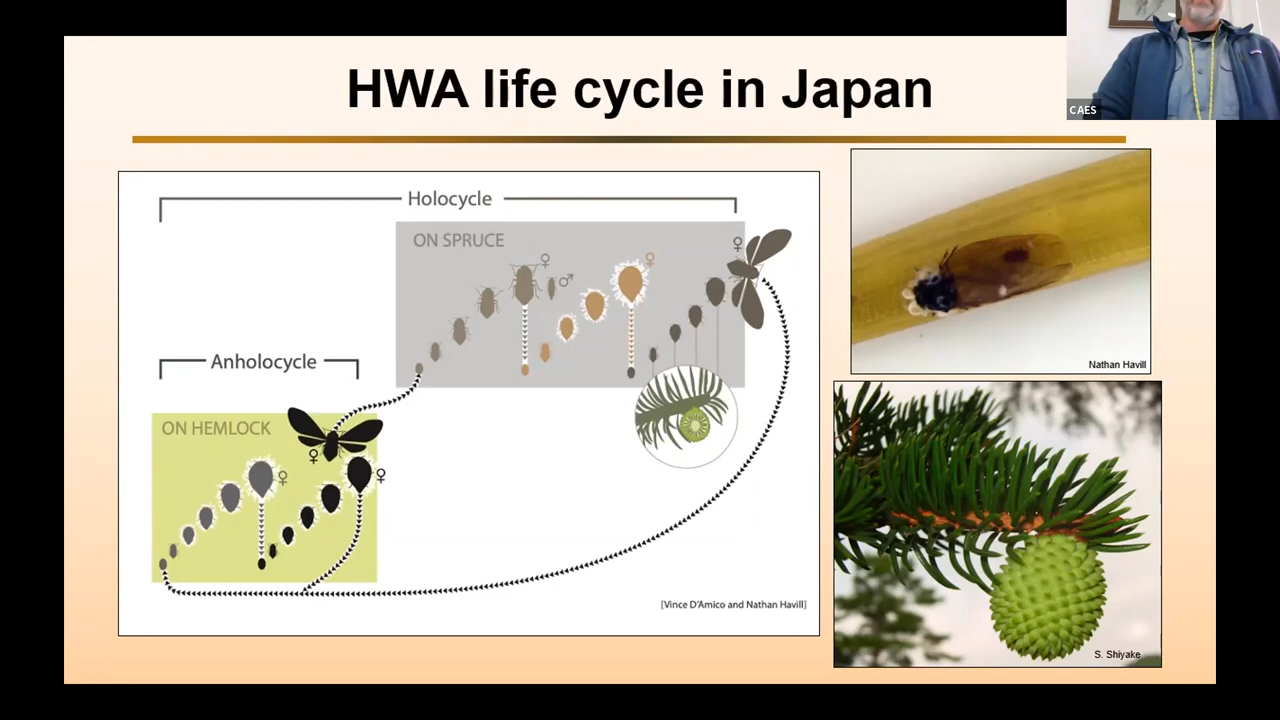 HWA life cycle in Japan
CAES
Holocycle
ON SPRUCE
♀
♂
♀
♀
Anholocycle
ON HEMLOCK
♀
♀
♀
[Vince D'Amico and Nathan Havill]
Nathan Havill
S. Shiyake